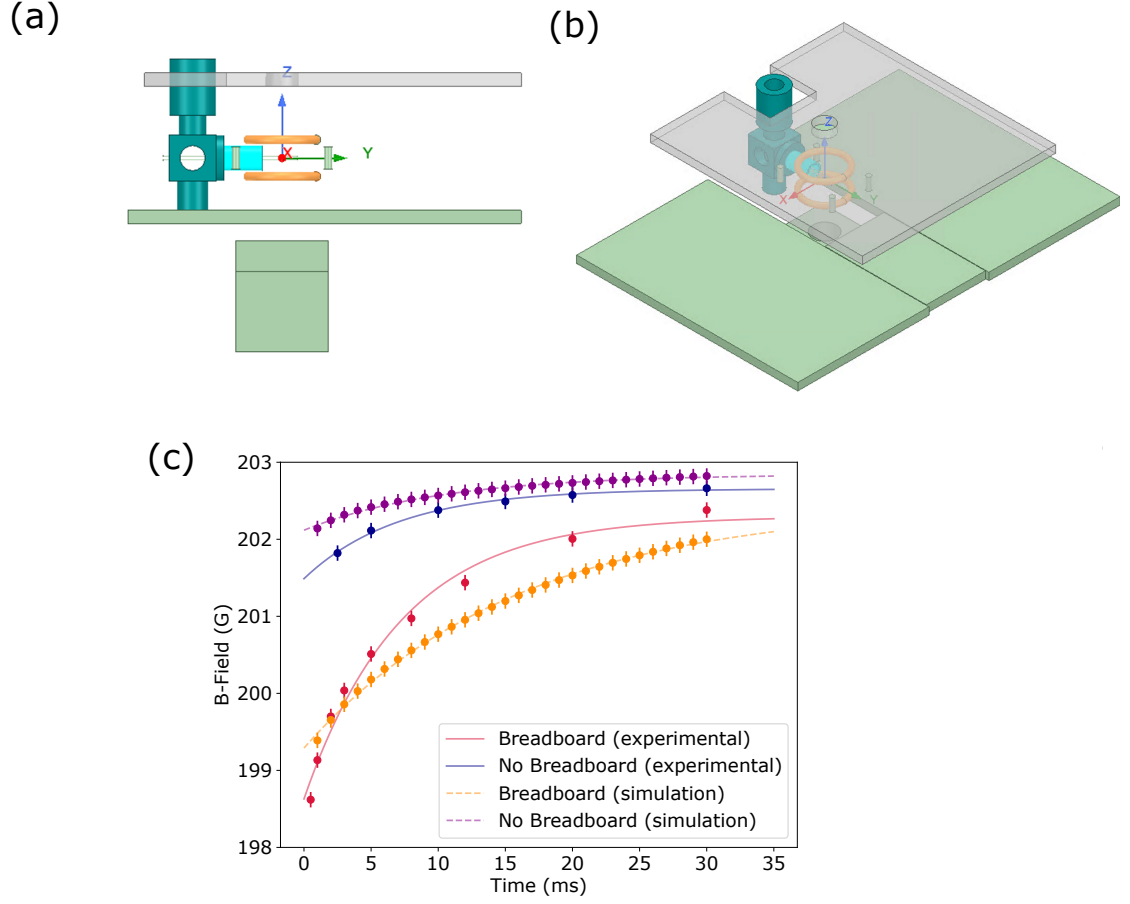 (a)
(b)
Z
X
Y
Z
X
Y
(c)
B-Field (G)
203
202
201
200
199
198
0 5 10 15 20 25 30 35
Time (ms)
Breadboard (experimental)
No Breadboard (experimental)
Breadboard (simulation)
No Breadboard (simulation)